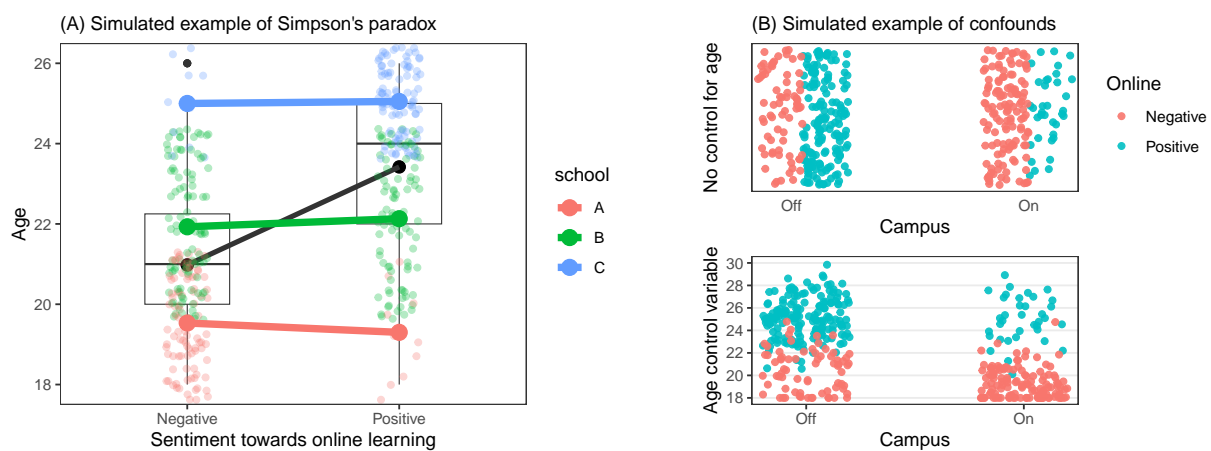 (A) Simulated example of Simpson's paradox
Age
26
24
22
20
18
Negative
Positive
Sentiment towards online learning
school
A
B
C
(B) Simulated example of confounds
No control for age
Off
On
Campus
Online
Negative
Positive
Age control variable
30
28
26
24
22
20
18
Off
On
Campus